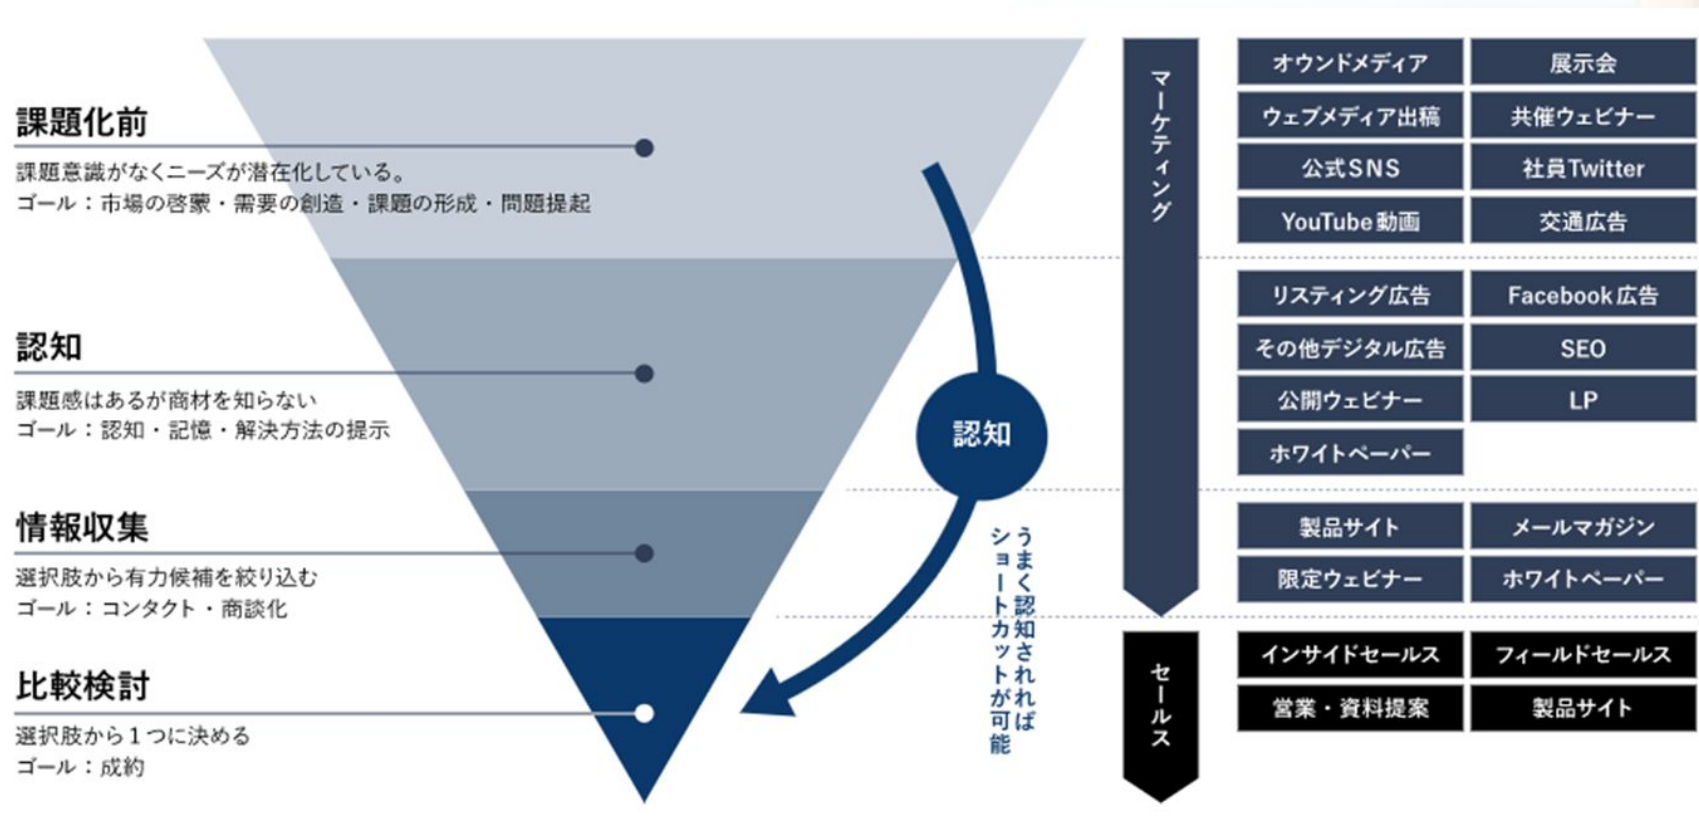 課題化前
課題意識がなくニーズが潜在化している。
ゴール：市場の啓蒙・需要の創造・課題の形成・問題提起
認知
課題感はあるが商材を知らない
ゴール：認知・記憶・解決方法の提示
情報収集
選択肢から有力候補を絞り込む
ゴール：コンタクト・商談化
比較検討
選択肢から1つに決める
ゴール：成約
認知
うまく認知されれば
ショートカットが可能
マーケティング
セールス
オウンドメディア
展示会
ウェブメディア出稿
共催ウェビナー
公式SNS
社員Twitter
YouTube動画
交通広告
リスティング広告
Facebook広告
その他デジタル広告
SEO
公開ウェビナー
LP
ホワイトペーパー
製品サイト
メールマガジン
限定ウェビナー
ホワイトペーパー
インサイドセールス
フィールドセールス
営業・資料提案
製品サイト